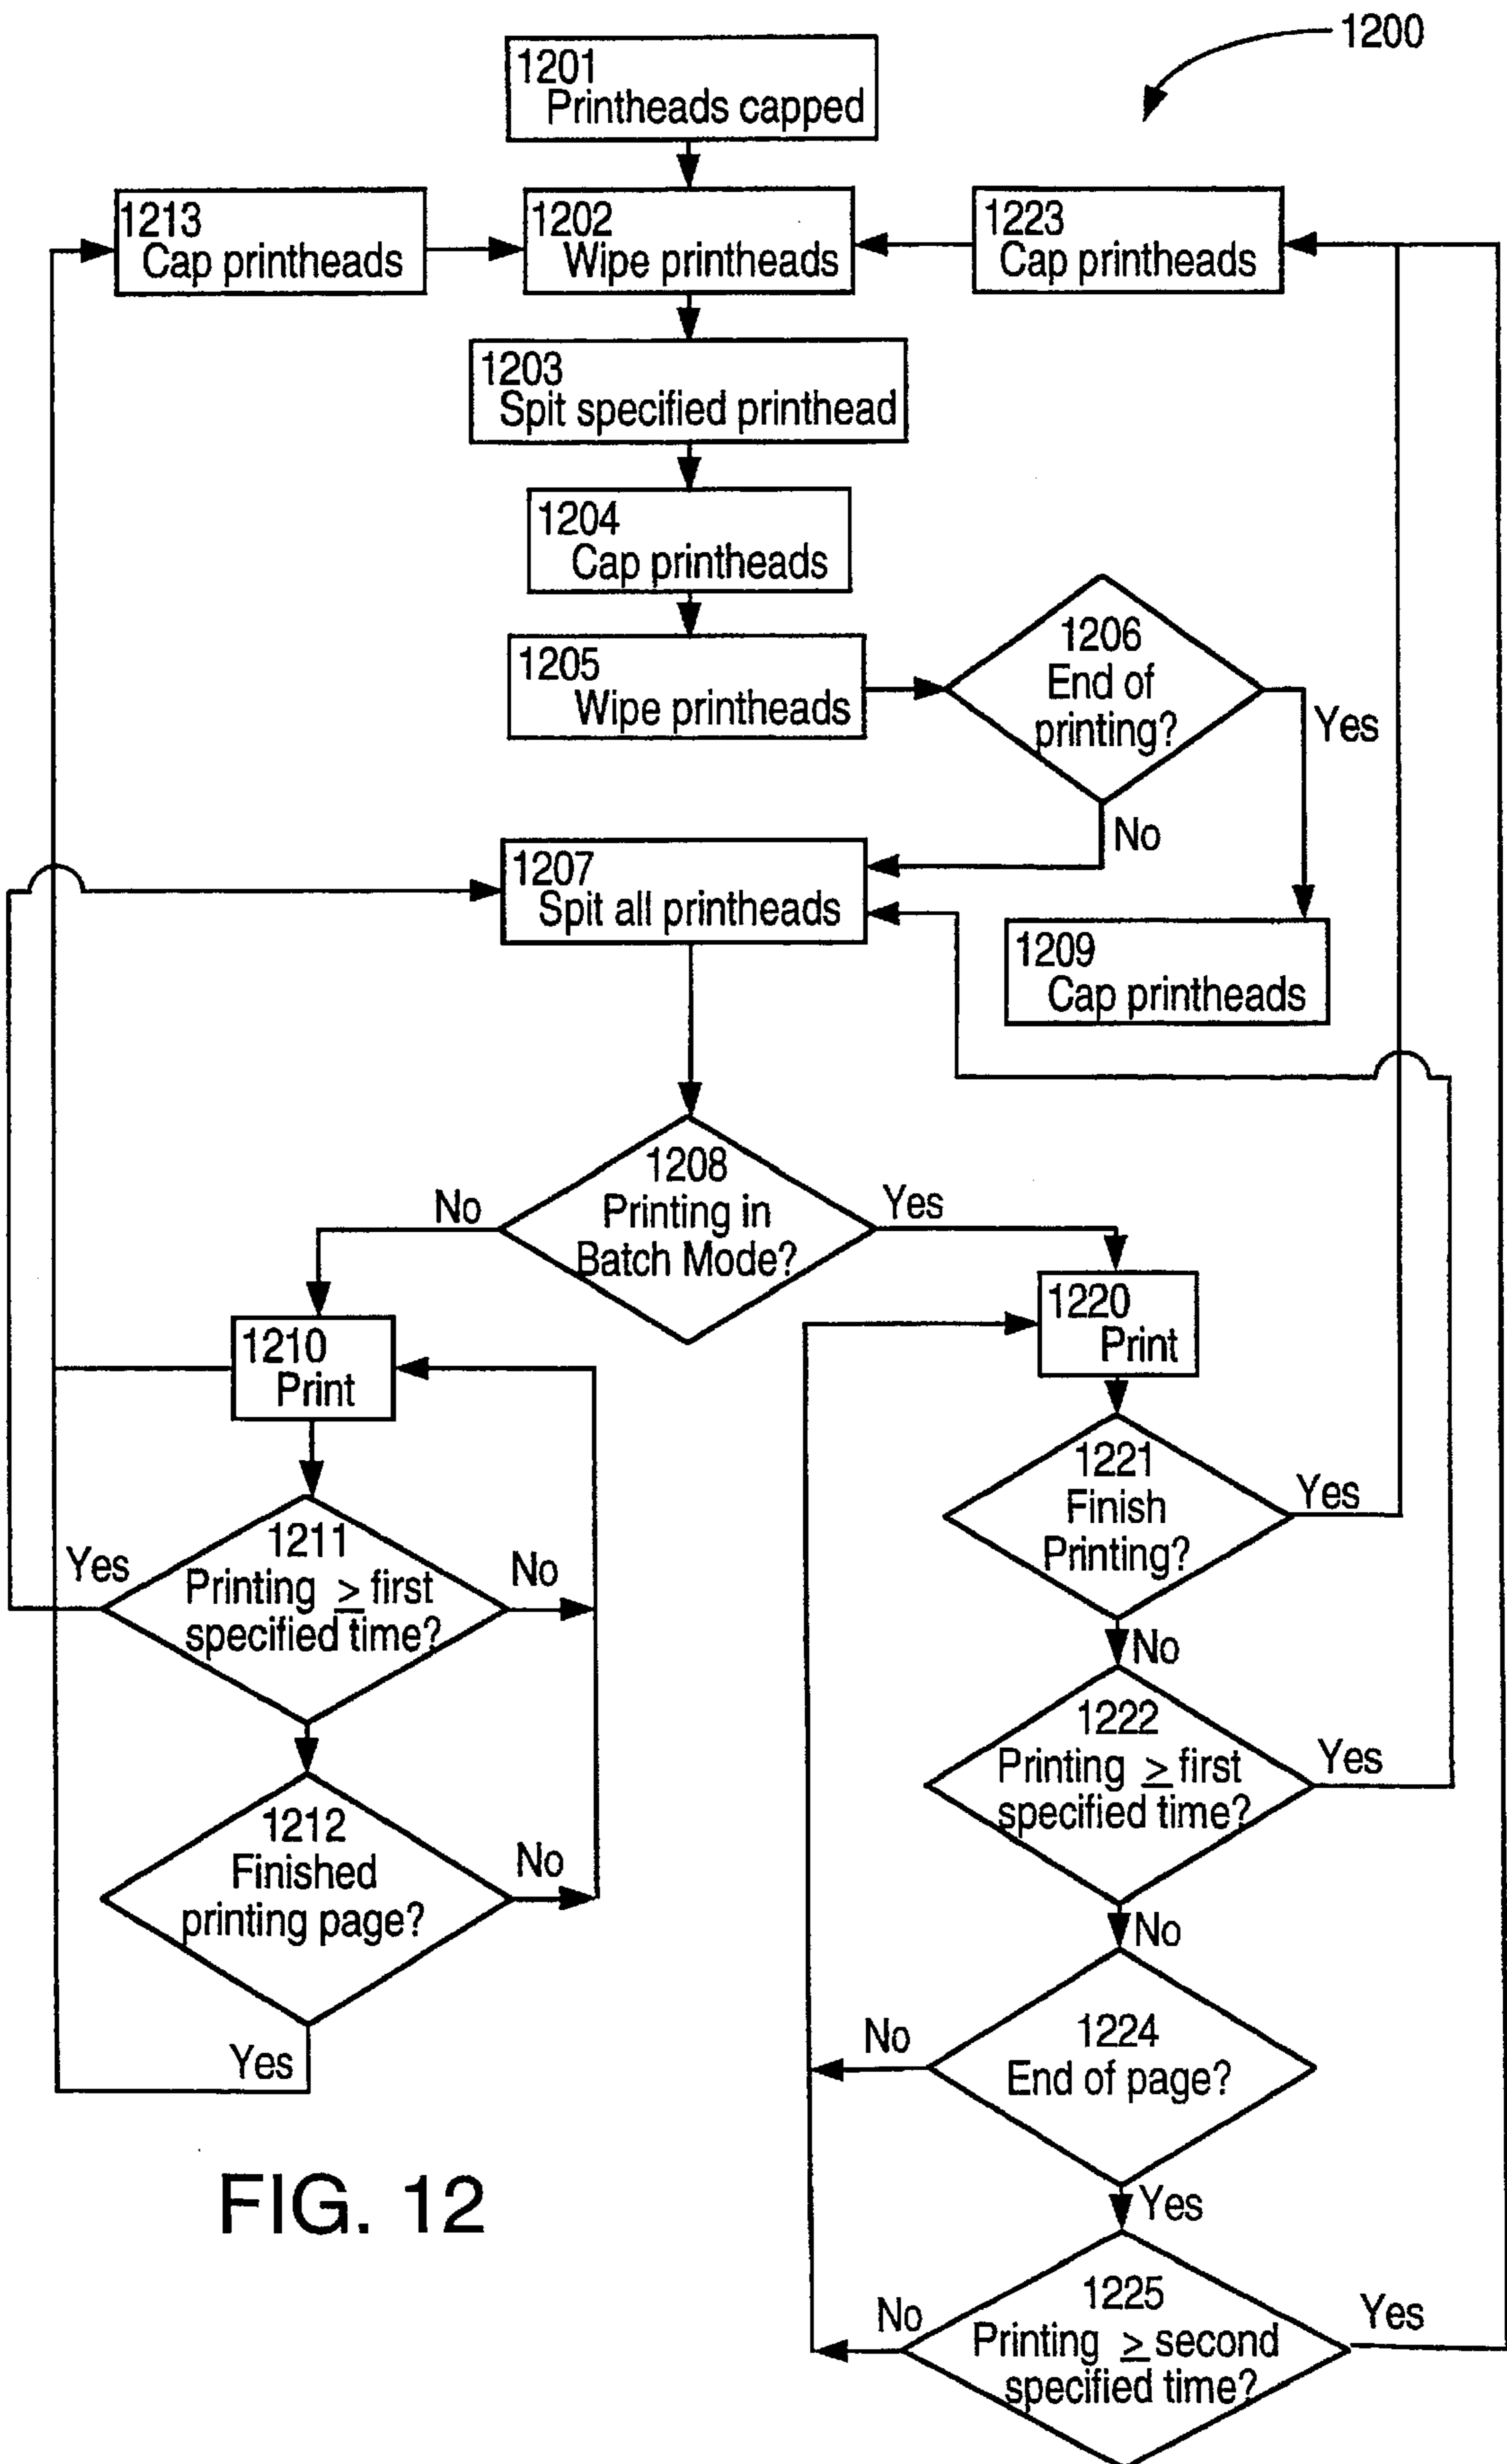 1200
1201
Printheads capped
1213
Cap printheads
1202
Wipe printheads
1223
Cap printheads
1203
Spit specified printhead
1204
Cap printheads
1205
Wipe printheads
1206
End of
printing?
Yes
No
1207
Spit all printheads
1209
Cap printheads
1208
Printing in
Batch Mode?
No
Yes
1210
Print
1220
Print
1211
Printing ≥ first
specified time?
Yes
No
1221
Finish
Printing?
Yes
No
1212
Finished
printing page?
No
Yes
1222
Printing ≥ first
specified time?
Yes
No
1224
End of page?
No
Yes
1225
Printing ≥ second
specified time?
No
Yes
FIG. 12